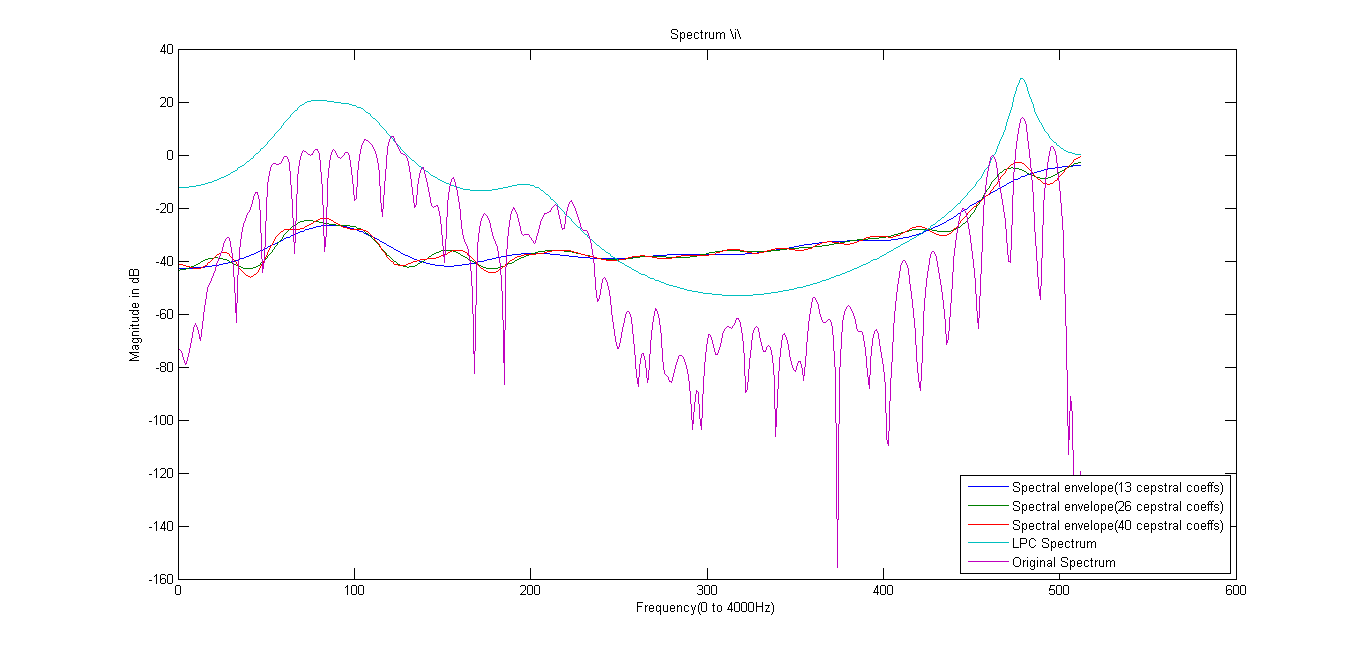 Spectrum \i\
40
20
0
-20
-40
-60
-80
-100
-120
-140
-160
Magnitude in dB
0
100
200
300
400
500
600
Frequency(0 to 4000Hz)
Spectral envelope(13 cepstral coeffs)
Spectral envelope(26 cepstral coeffs)
Spectral envelope(40 cepstral coeffs)
LPC Spectrum
Original Spectrum